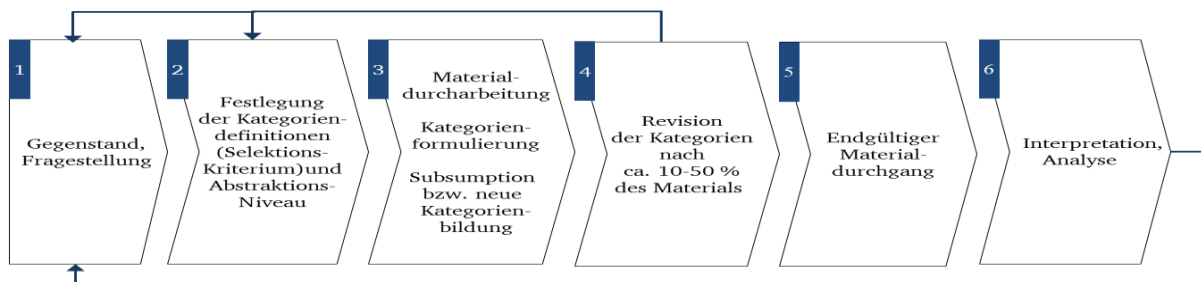 1
Gegenstand,
Fragestellung
2
Festlegung
der Kategorien-
definitionen
(Selektions-
Kriterium)und
Abstraktions-
Niveau
3
Material-
durcharbeitung
Kategorien-
formulierung
Subsumption
bzw. neue
Kategorien-
bildung
4
Revision
der Kategorien
nach
ca. 10-50 %
des Materials
5
Endgültiger
Material-
durchgang
6
Interpretation,
Analyse